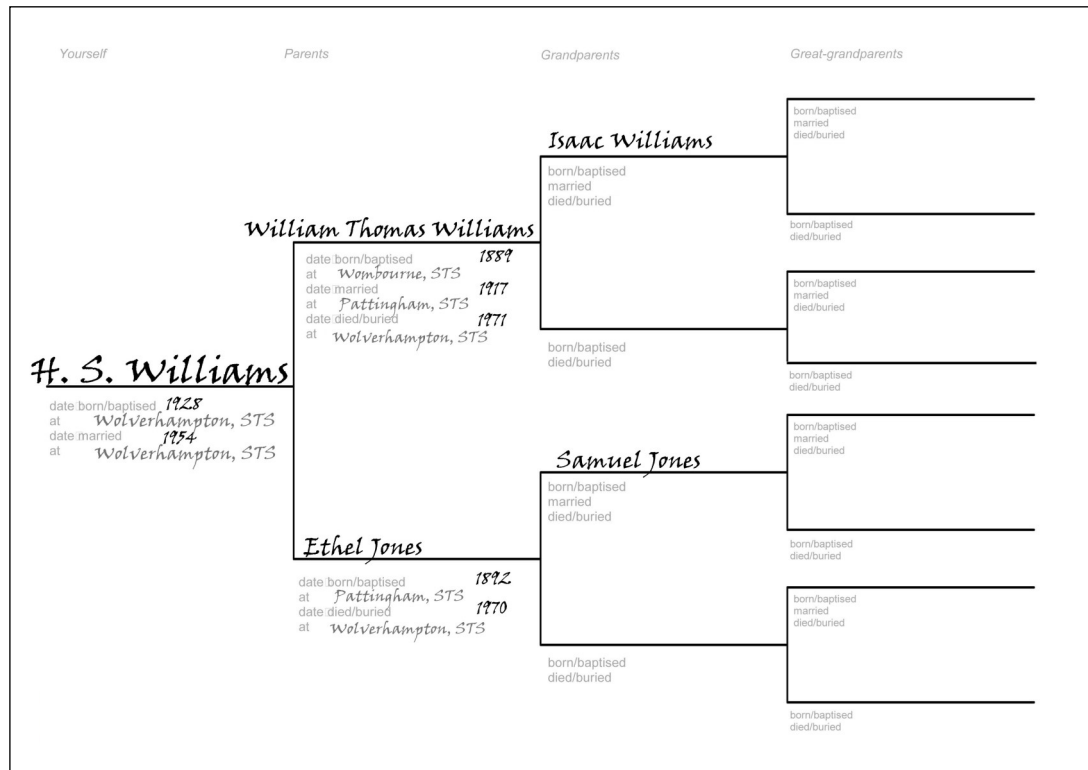 Yourself
Parents
Grandparents
Great-grandparents
H. S. Williams
date born/baptised 1928
at Wolverhampton, STS
date married 1954
at Wolverhampton, STS
William Thomas Williams
date born/baptised 1889
at Wombourne, STS
date married 1917
at Pattingham, STS
date died/buried 1971
at Wolverhampton, STS
Ethel Jones
date born/baptised 1892
at Pattingham, STS
date died/buried 1970
at Wolverhampton, STS
Isaac Williams
born/baptised
married
died/buried
born/baptised
died/buried
Samuel Jones
born/baptised
married
died/buried
born/baptised
died/buried
born/baptised
married
died/buried
born/baptised
died/buried
born/baptised
married
died/buried
born/baptised
died/buried
born/baptised
married
died/buried
born/baptised
died/buried
born/baptised
married
died/buried
born/baptised
died/buried